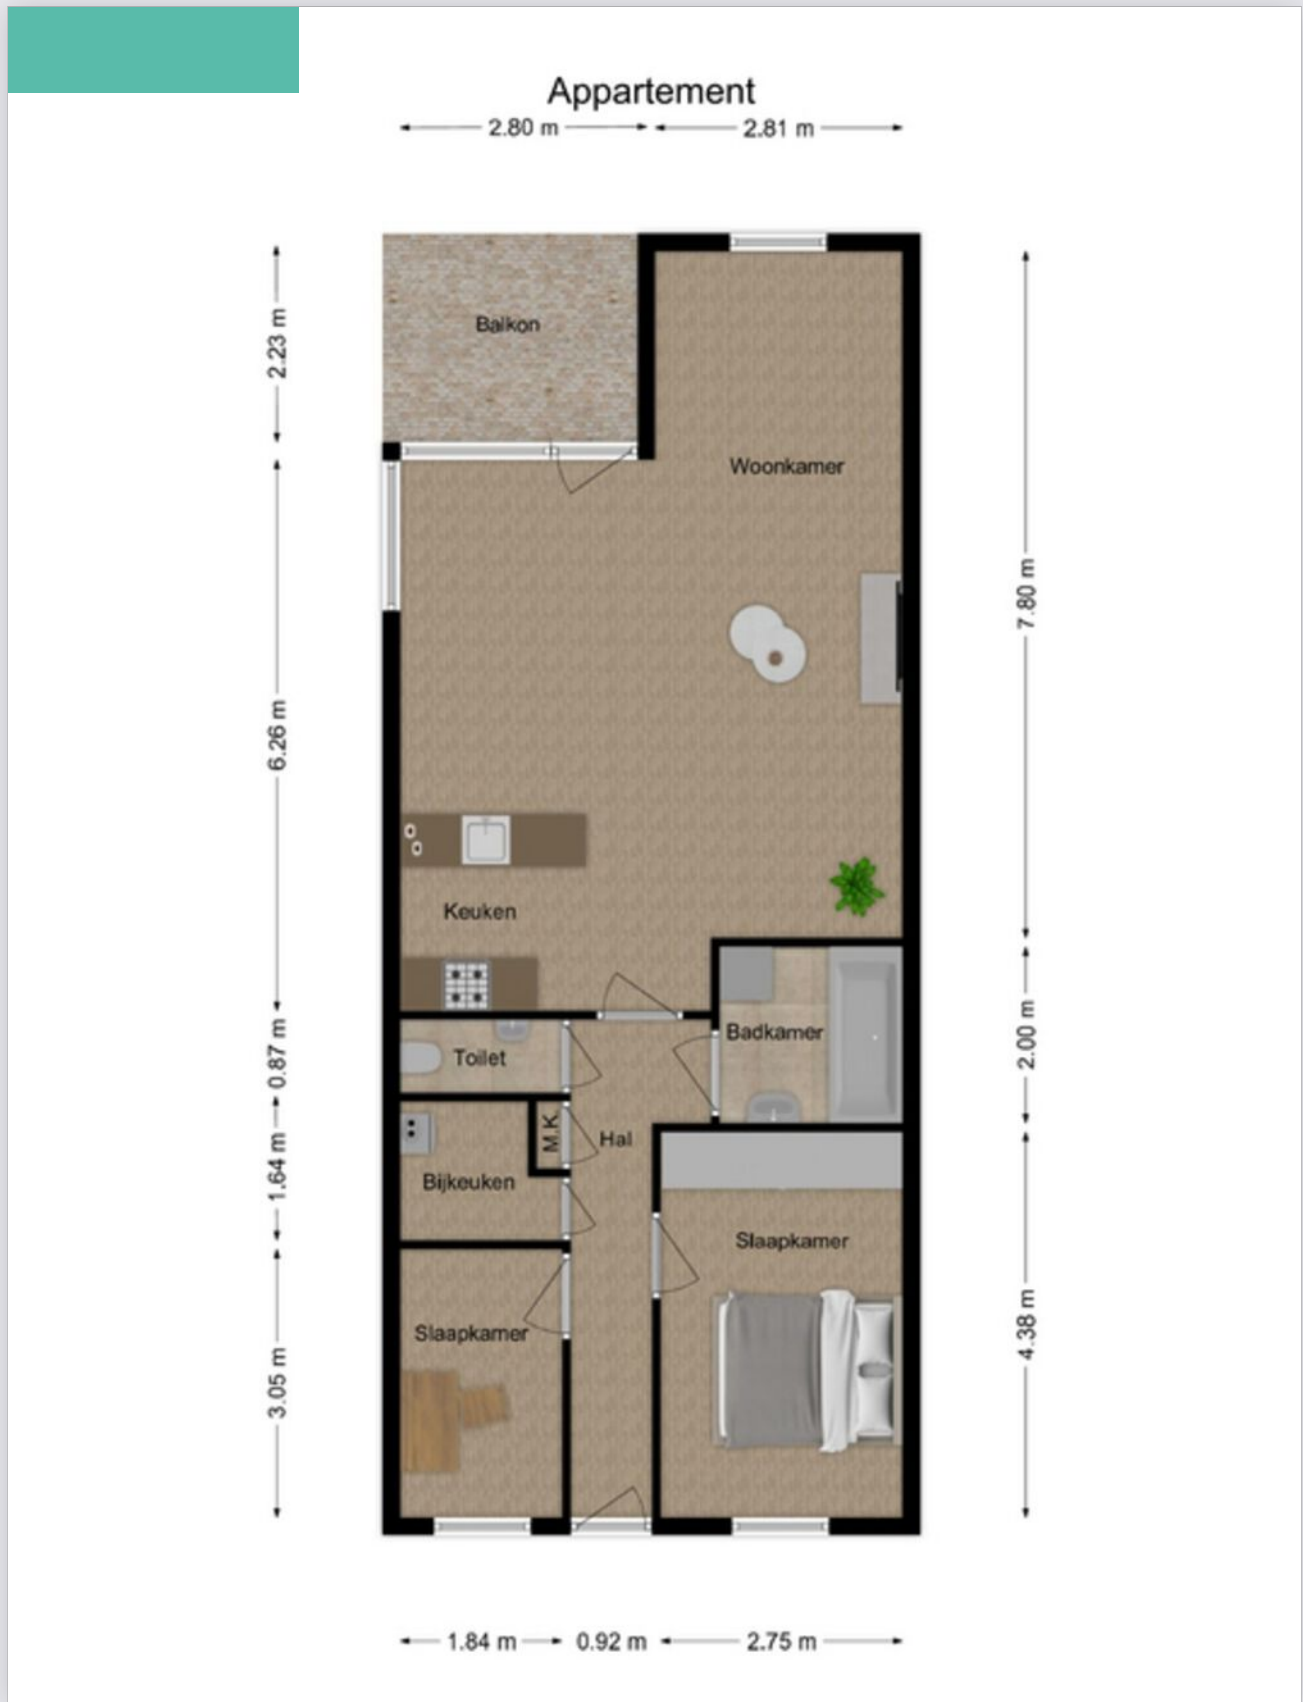 Appartement
2.80 m
2.81 m
2.23 m
Balkon
Woonkamer
7.80 m
6.26 m
Keuken
Badkamer
2.00 m
0.87 m
Toilet
M.K
Hal
1.64 m
Bijkeuken
Slaapkamer
4.38 m
Slaapkamer
3.05 m
1.84 m
0.92 m
2.75 m